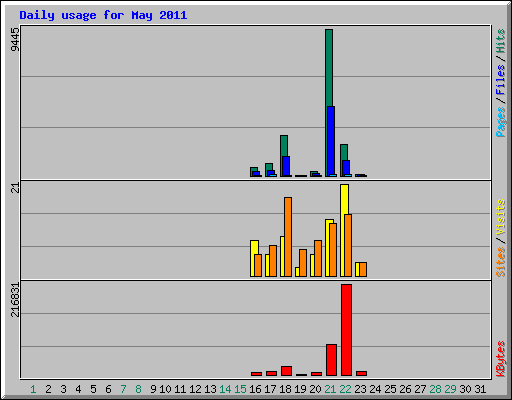 Daily usage for May 2011
9445
Pages / Files / Hits
21
Sites / Visits
216831
KBytes
1 2 3 4 5 6 7 8 9 10 11 12 13 14 15 16 17 18 19 20 21 22 23 24 25 26 27 28 29 30 31